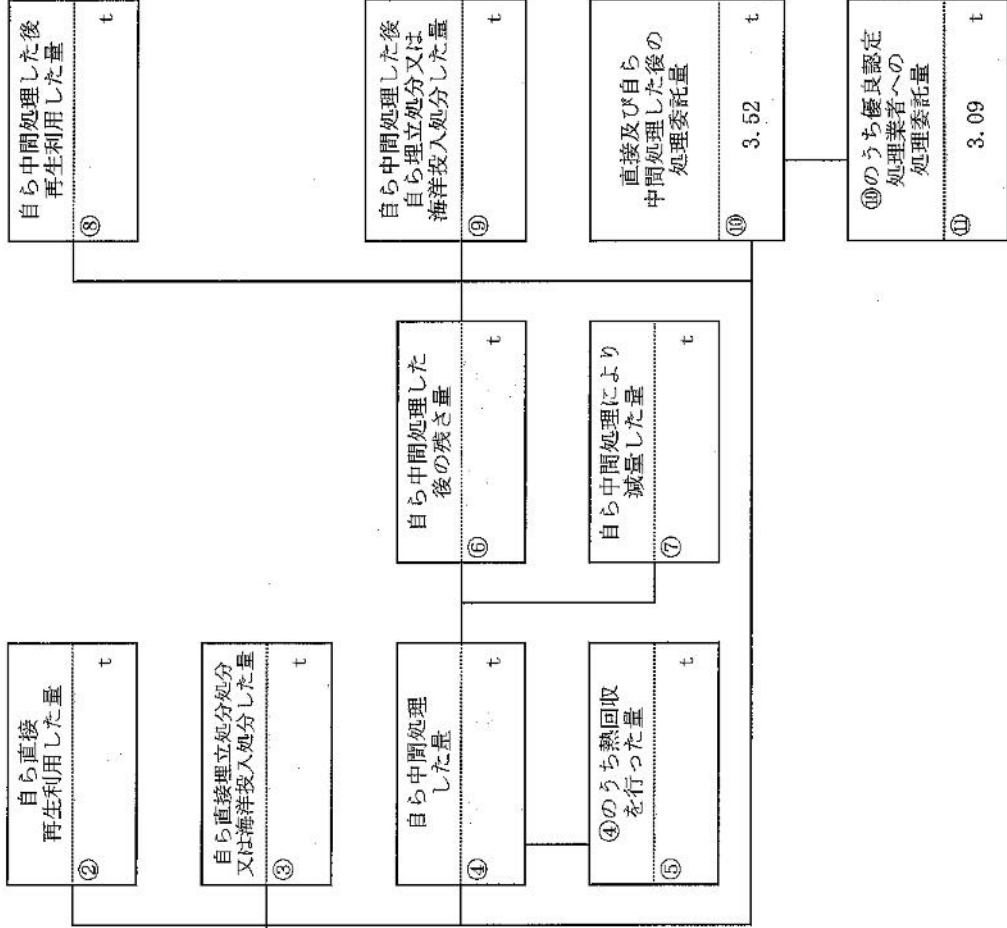 自ら直接
再生利用した量
② t
自ら直接埋立処分処分
又は海洋投入処分した量
③ t
自ら中間処理
した量
④ t
④のうち熱回収
を行った量
⑤ t
自ら中間処理した
後の残さ量
⑥ t
自ら中間処理により
減量した量
⑦ t
自ら中間処理した後
再生利用した量
⑧ t
自ら中間処理した後
自ら埋立処分又は
海洋投入処分した量
⑨ t
直接及び自ら
中間処理した後の
処理委託量
⑩ 3.52 t
⑩のうち優良認定
処理業者への
処理委託量
⑪ 3.09 t